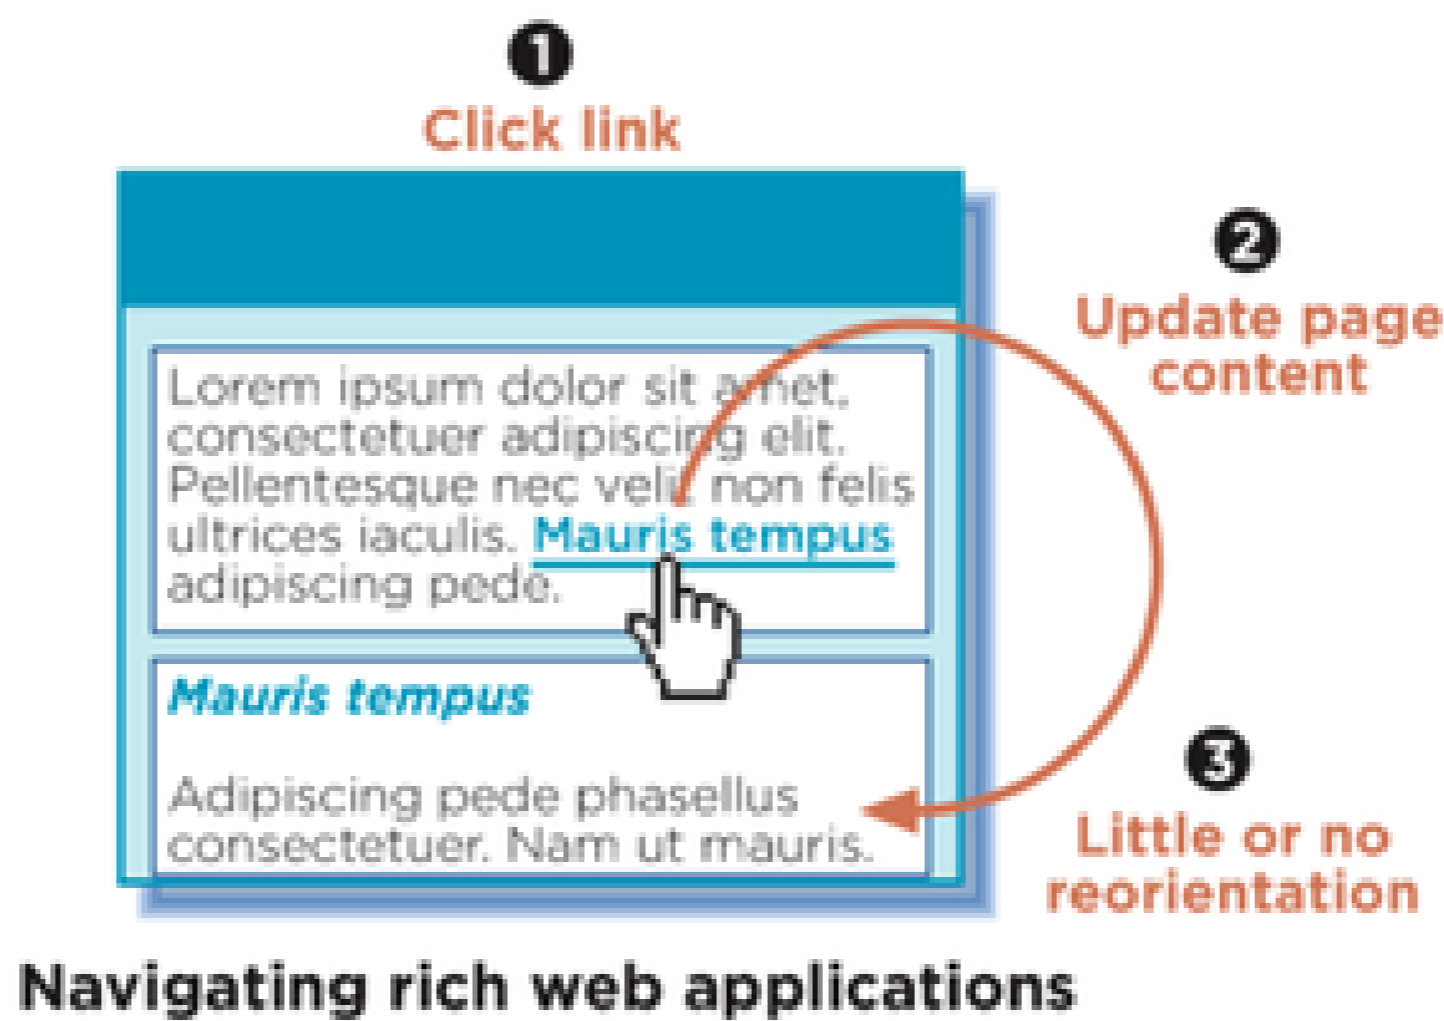 1
Click link
2
Update page
content
Lorem ipsum dolor sit amet,
consectetuer adipiscing elit.
Pellentesque nec velit non felis
ultrices iaculis. Mauris tempus
adipiscing pede.
Mauris tempus
Adipiscing pede phasellus
consectetuer. Nam ut mauris.
3
Little or no
reorientation
Navigating rich web applications